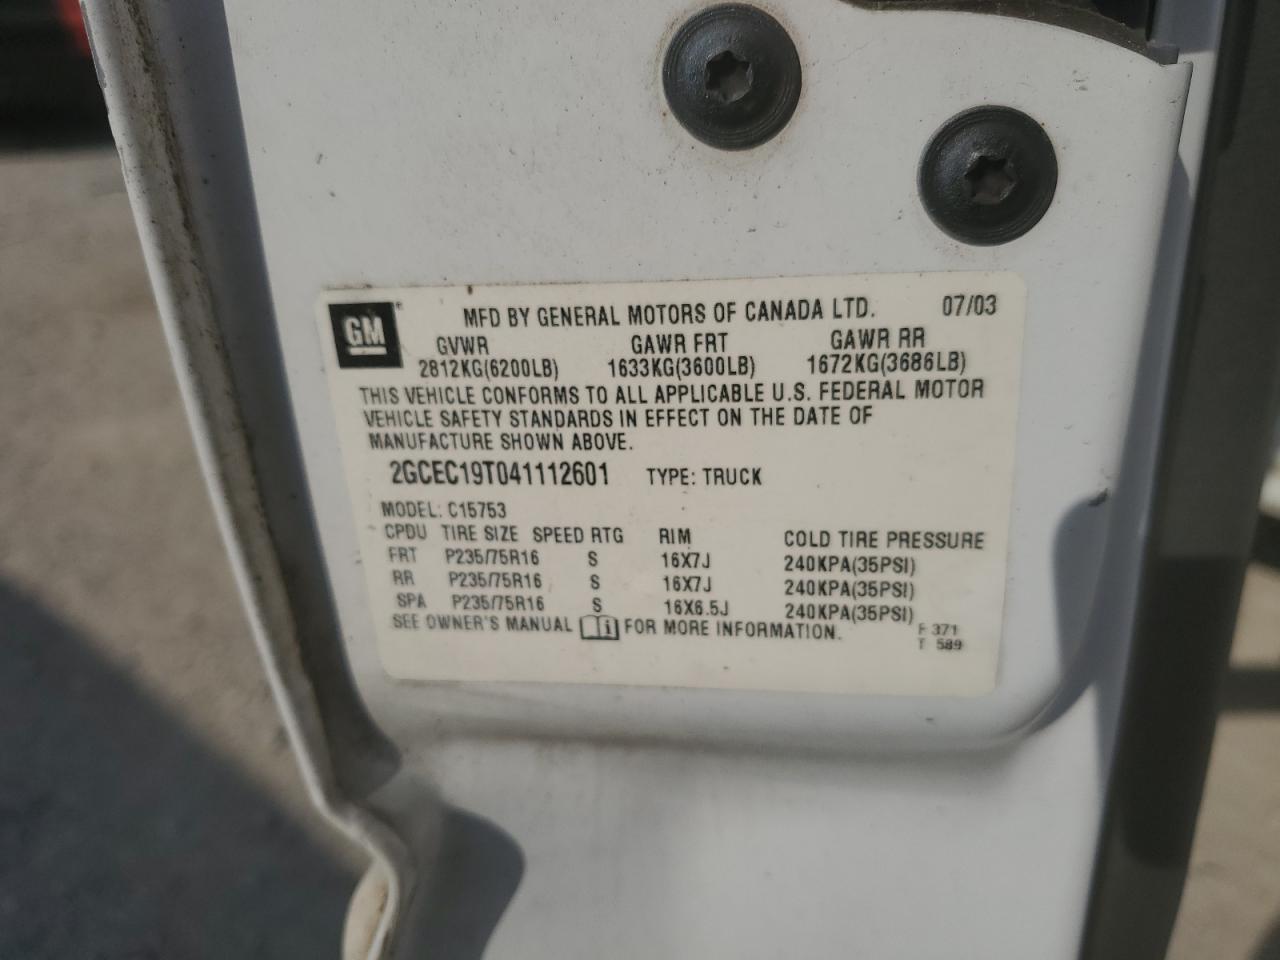 GM® MFD BY GENERAL MOTORS OF CANADA LTD. 07/03
GVWR GAWR FRT GAWR RR
2812KG(6200LB) 1633KG(3600LB) 1672KG(3686LB)
THIS VEHICLE CONFORMS TO ALL APPLICABLE U.S. FEDERAL MOTOR
VEHICLE SAFETY STANDARDS IN EFFECT ON THE DATE OF
MANUFACTURE SHOWN ABOVE.
2GCEC19T041112601 TYPE: TRUCK
MODEL: C15753
CPDU TIRE SIZE SPEED RTG RIM COLD TIRE PRESSURE
FRT P235/75R16 S 16X7J 240KPA(35PSI)
RR P235/75R16 S 16X7J 240KPA(35PSI)
SPA P235/75R16 S 16X6.5J 240KPA(35PSI)
SEE OWNER'S MANUAL i FOR MORE INFORMATION. F 371
T 589